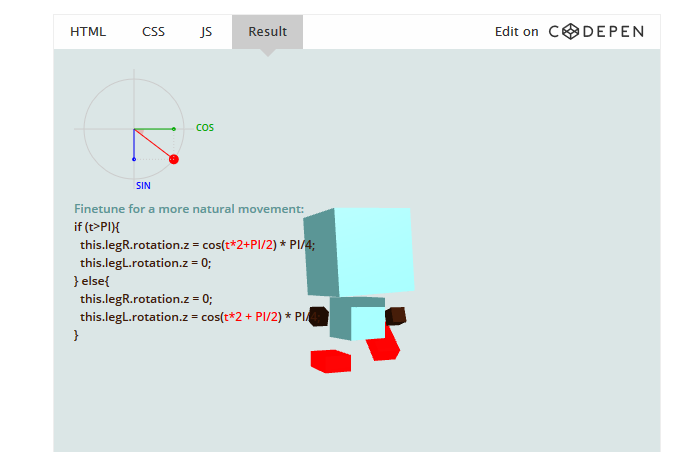 HTML CSS JS Result Edit on CODEPEN
COS
SIN
Finetune for a more natural movement:
if (t>PI){
this.legR.rotation.z = cos(t*2+PI/2) * PI/4;
this.legL.rotation.z = 0;
} else{
this.legR.rotation.z = 0;
this.legL.rotation.z = cos(t*2 + PI/2) * PI/4;
}